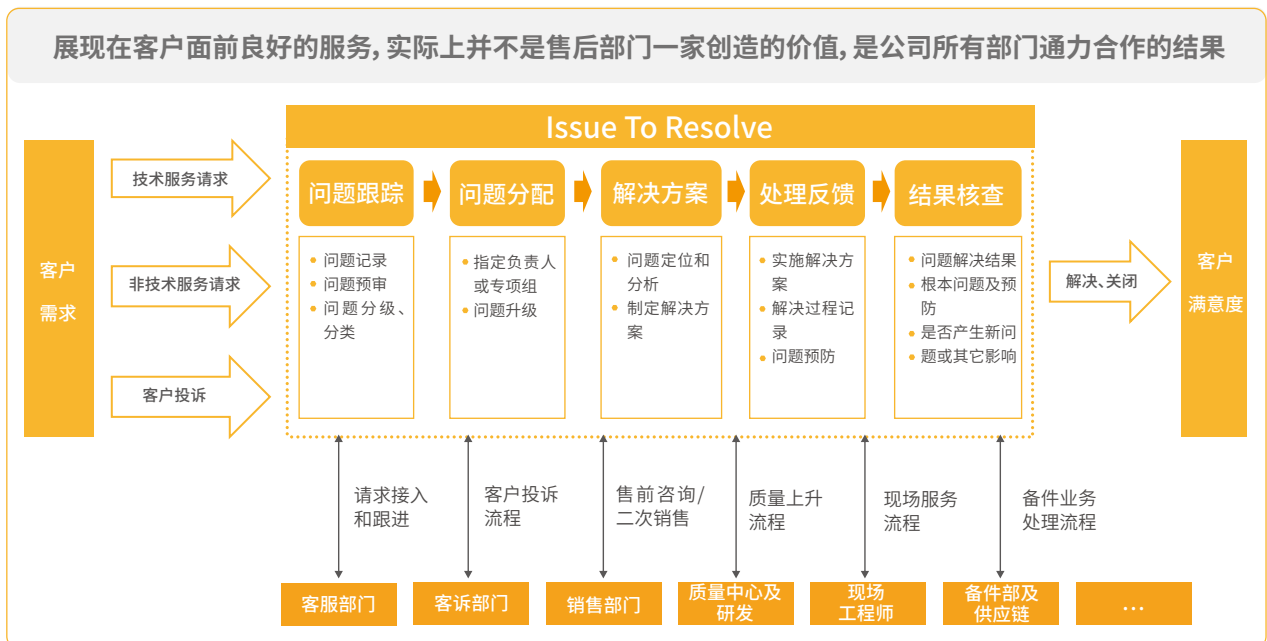 展现在客户面前良好的服务,实际上并不是售后部门一家创造的价值,是公司所有部门通力合作的结果
Issue To Resolve
客户
需求
技术服务请求
非技术服务请求
客户投诉
问题跟踪
问题分配
解决方案
处理反馈
结果核查
• 问题记录
• 问题预审
• 问题分级、
分类
• 指定负责人
或专项组
• 问题升级
• 问题定位和
分析
• 制定解决方
案
• 实施解决方
案
• 解决过程记
录
• 问题预防
• 问题解决结果
• 根本问题及预
防
• 是否产生新问
• 题或其它影响
解决、关闭
客户
满意度
请求接入
和跟进
客户投诉
流程
售前咨询/
二次销售
质量上升
流程
现场服务
流程
备件业务
处理流程
客服部门
客诉部门
销售部门
质量中心及
研发
现场
工程师
备件部及
供应链
...